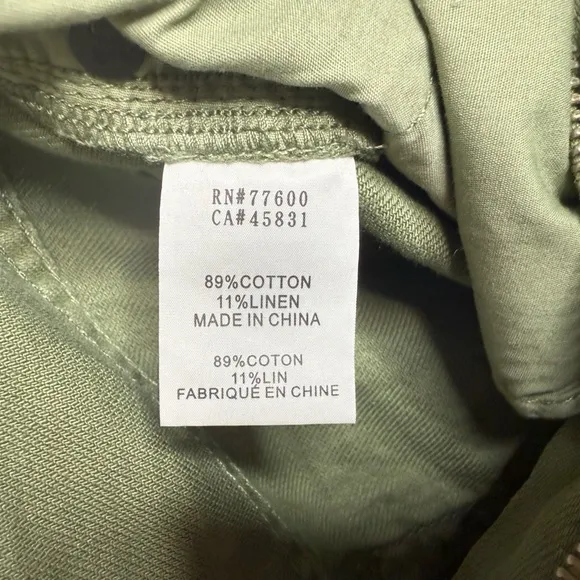 RN#77600
CA#45831
89%COTTON
11%LINEN
MADE IN CHINA
89%COTON
11%LIN
FABRIQUÉ EN CHINE